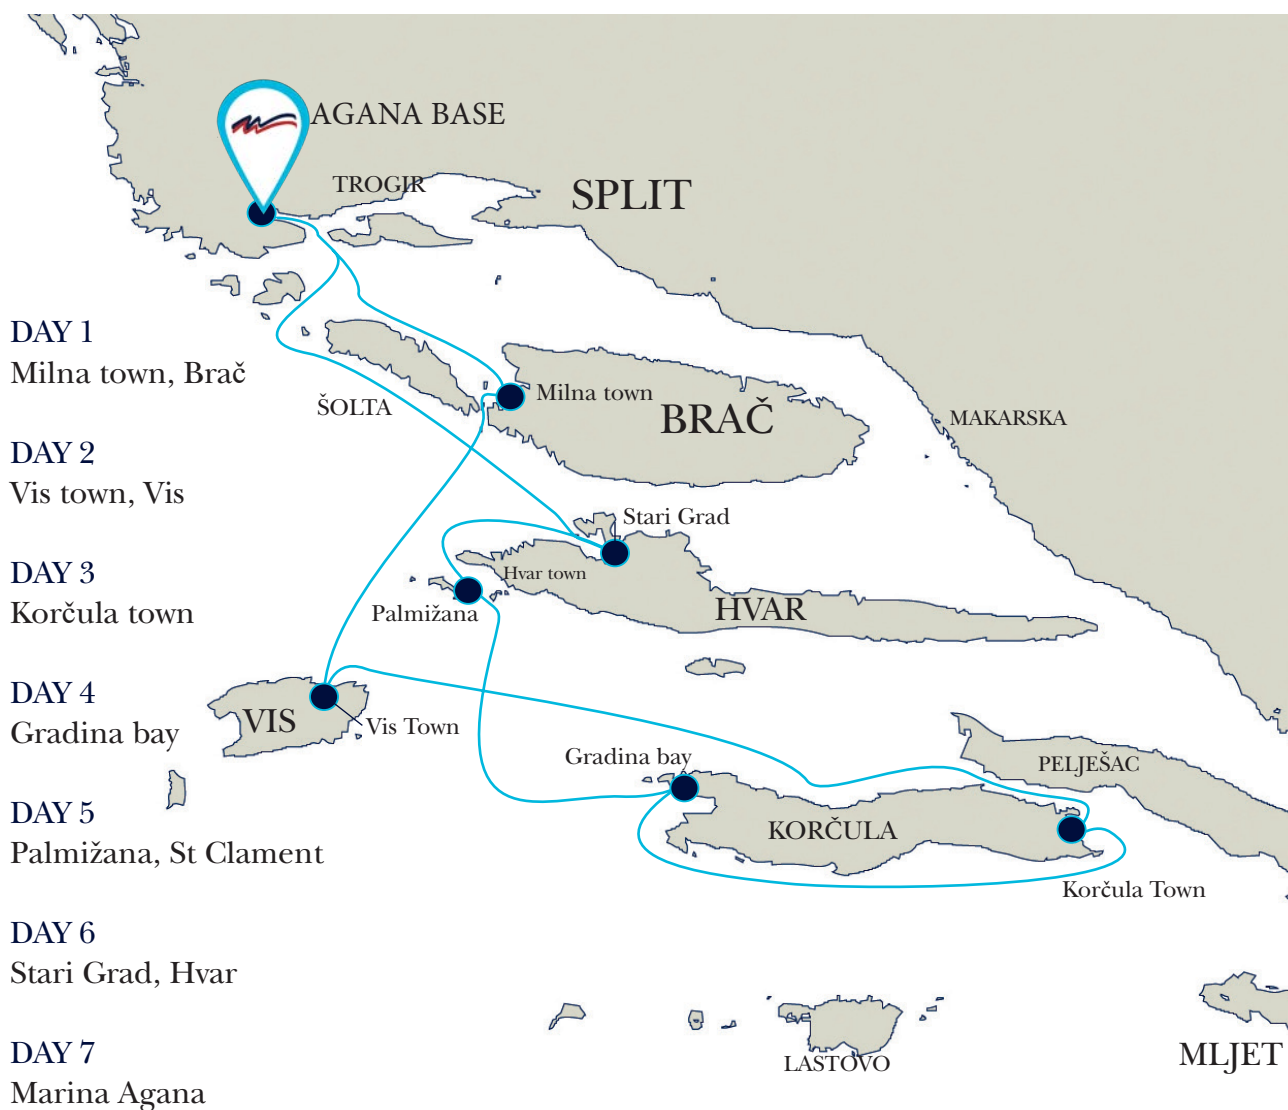 AGANA BASE
TROGIR
SPLIT
DAY 1
Milna town, Brač
ŠOLTA
Milna town
BRAČ
MAKARSKA
DAY 2
Vis town, Vis
Stari Grad
DAY 3
Korčula town
Hvar town
Palmižana
HVAR
DAY 4
Gradina bay
VIS
Vis Town
Gradina bay
PELJEŠAC
DAY 5
Palmižana, St Clament
KORČULA
Korčula Town
DAY 6
Stari Grad, Hvar
DAY 7
Marina Agana
LASTOVO
MLJET